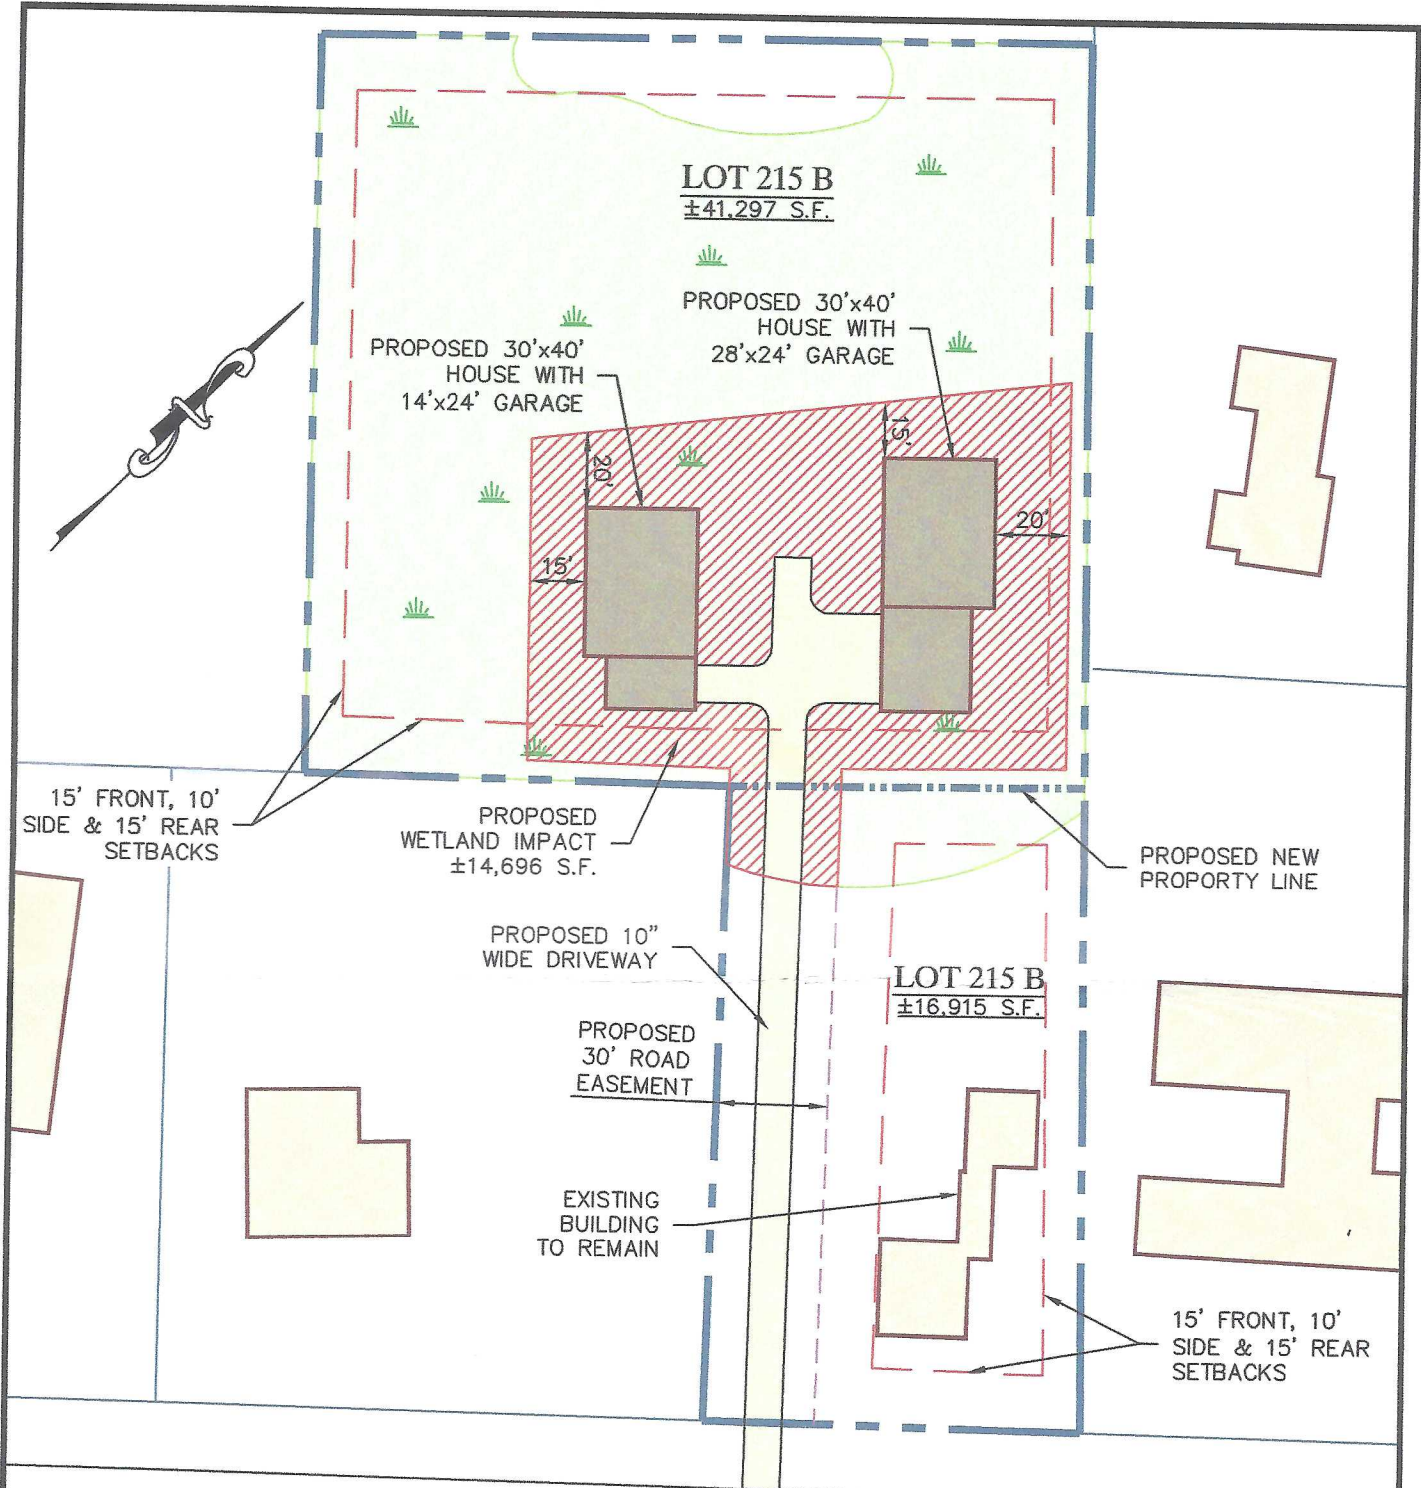 LOT 215 B
±41,297 S.F.
PROPOSED 30'x40'
HOUSE WITH
28'x24' GARAGE
PROPOSED 30'x40'
HOUSE WITH
14'x24' GARAGE
15'
20'
20'
15'
15' FRONT, 10'
SIDE & 15' REAR
SETBACKS
PROPOSED
WETLAND IMPACT
±14,696 S.F.
PROPOSED NEW
PROPORTY LINE
PROPOSED 10"
WIDE DRIVEWAY
LOT 215 B
±16,915 S.F.
PROPOSED
30' ROAD
EASEMENT
EXISTING
BUILDING
TO REMAIN
15' FRONT, 10'
SIDE & 15' REAR
SETBACKS